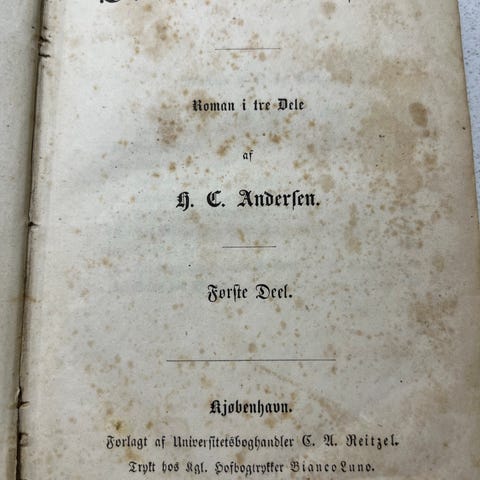 Roman i tre Dele
af
H. C. Andersen.
Første Deel.
Kjøbenhavn.
Forlagt af Universitetsboghandler C. A. Reitzel.
Trykt hos Kgl. Hofbogtrykker Bianco Luno.